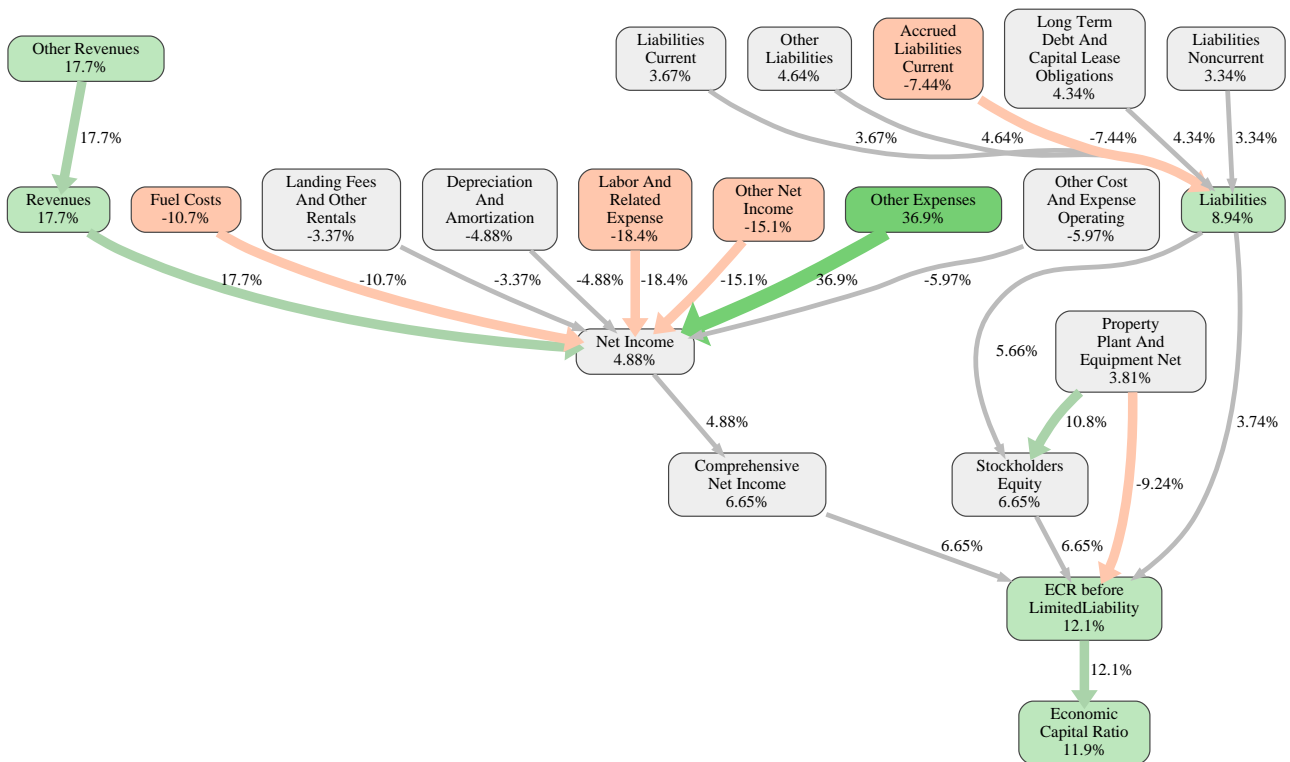 Other Revenues
17.7%
Liabilities
Current
3.67%
Other
Liabilities
4.64%
Accrued
Liabilities
Current
-7.44%
Long Term
Debt And
Capital Lease
Obligations
4.34%
Liabilities
Noncurrent
3.34%
17.7%
3.67%
4.64%
-7.44%
4.34%
3.34%
Revenues
17.7%
Fuel Costs
-10.7%
Landing Fees
And Other
Rentals
-3.37%
Depreciation
And
Amortization
-4.88%
Labor And
Related
Expense
-18.4%
Other Net
Income
-15.1%
Other Expenses
36.9%
Other Cost
And Expense
Operating
-5.97%
Liabilities
8.94%
17.7%
-10.7%
-3.37%
-4.88%
-18.4%
-15.1%
36.9%
-5.97%
Net Income
4.88%
5.66%
Property
Plant And
Equipment Net
3.81%
4.88%
10.8%
3.74%
Comprehensive
Net Income
6.65%
Stockholders
Equity
6.65%
-9.24%
6.65%
6.65%
ECR before
LimitedLiability
12.1%
12.1%
Economic
Capital Ratio
11.9%